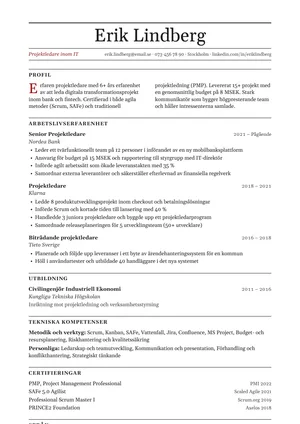 Erik Lindberg
Projektledare inom IT
erik.lindberg@email.se · 073-456 78 90 · Stockholm · linkedin.com/in/eriklindberg
PROFIL
Erfaren projektledare med 6+ års erfarenhet
av att leda digitala transformationsprojekt
inom bank och fintech. Certifierad i både agila
metoder (Scrum, SAFe) och traditionell
projektledning (PMP). Levererat 15+ projekt med
en genomsnittlig budget på 8 MSEK. Stark
kommunikatör som bygger högpresterande team
och håller intressenter samlade.
ARBETSLIVSERFARENHET
Senior Projektledare 2021 – Pågående
Nordea Bank
• Leder ett tvärfunktionellt team på 12 personer i införandet av en ny mobilbanksplattform
• Ansvarig för budget på 15 MSEK och rapportering till styrgrupp med IT-direktör
• Införde agilt arbetssätt som ökade leveranstakten med 35 %
• Samordnar externa leverantörer och säkerställer efterlevnad av finansiella regelverk
Projektledare 2018 – 2021
Klarna
• Ledde 8 produktutvecklingsprojekt inom checkout och betalningslösningar
• Införde Scrum och kortade tiden till lansering med 40 %
• Handledde 3 juniora projektledare och byggde upp ett projektledarprogram
• Samordnade releaseplaneringen för 5 utvecklingsteam (50+ utvecklare)
Biträdande projektledare 2016 – 2018
Tieto Sverige
• Planerade och följde upp leveranser i ett byte av ärendehanteringssystem för en kommun
• Höll i användartester och utbildade 40 handläggare i det nya systemet
UTBILDNING
Civilingenjör Industriell Ekonomi 2011 – 2016
Kungliga Tekniska Högskolan
Inriktning mot projektledning och verksamhetsstyrning
TEKNISKA KOMPETENSER
Metodik och verktyg: Scrum, Kanban, SAFe, Vattenfall, Jira, Confluence, MS Project, Budget- och
resursplanering, Riskhantering och kvalitetssäkring
Personliga: Ledarskap och teamutveckling, Kommunikation och presentation, Förhandling och
konflikthantering, Strategiskt tänkande
CERTIFIERINGAR
PMP, Project Management Professional PMI 2022
SAFe 5.0 Agilist Scaled Agile 2021
Professional Scrum Master I Scrum.org 2019
PRINCE2 Foundation Axelos 2018